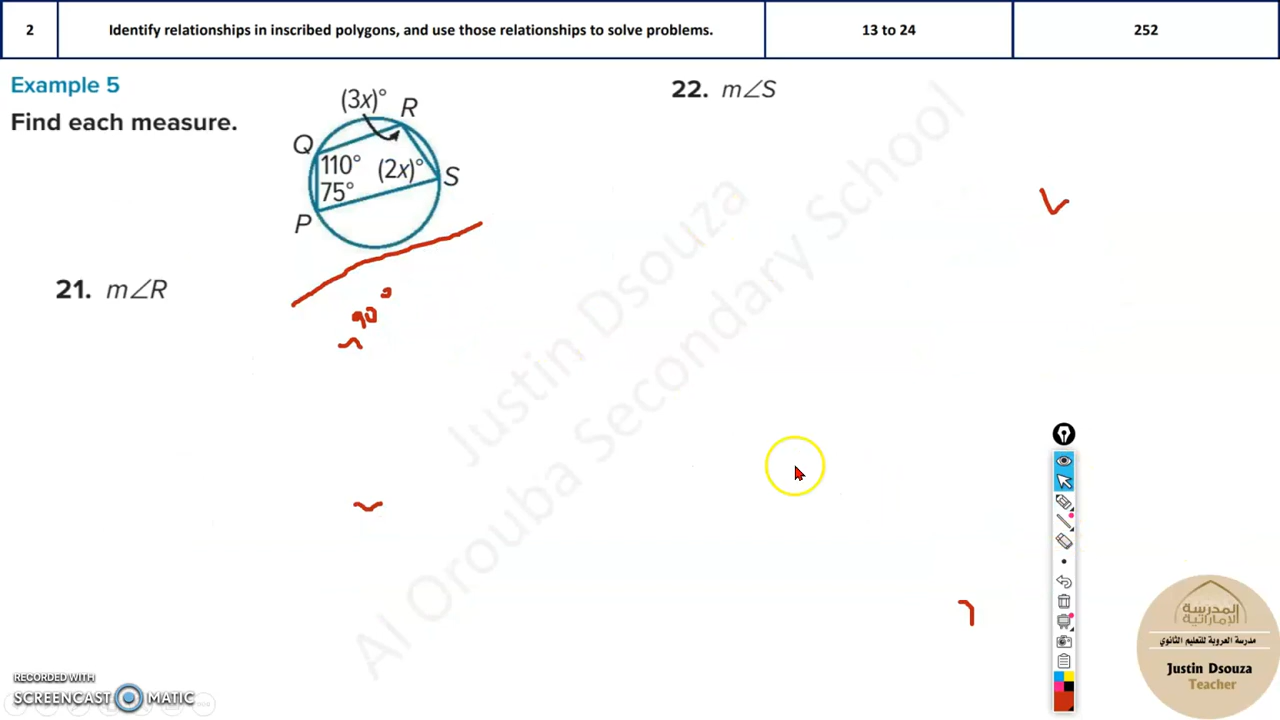 2 Identify relationships in inscribed polygons, and use those relationships to solve problems. 13 to 24 252
Example 5
Find each measure.
(3x)°
R
Q
110° (2x)° S
75°
P
22. m∠S
21. m∠R
90°
Justin Dsouza
Al Orouba Secondary School
المدرسة
الإماراتية
مدرسة العروبة للتعليم الثانوي
Justin Dsouza
Teacher
RECORDED WITH
SCREENCAST MATIC